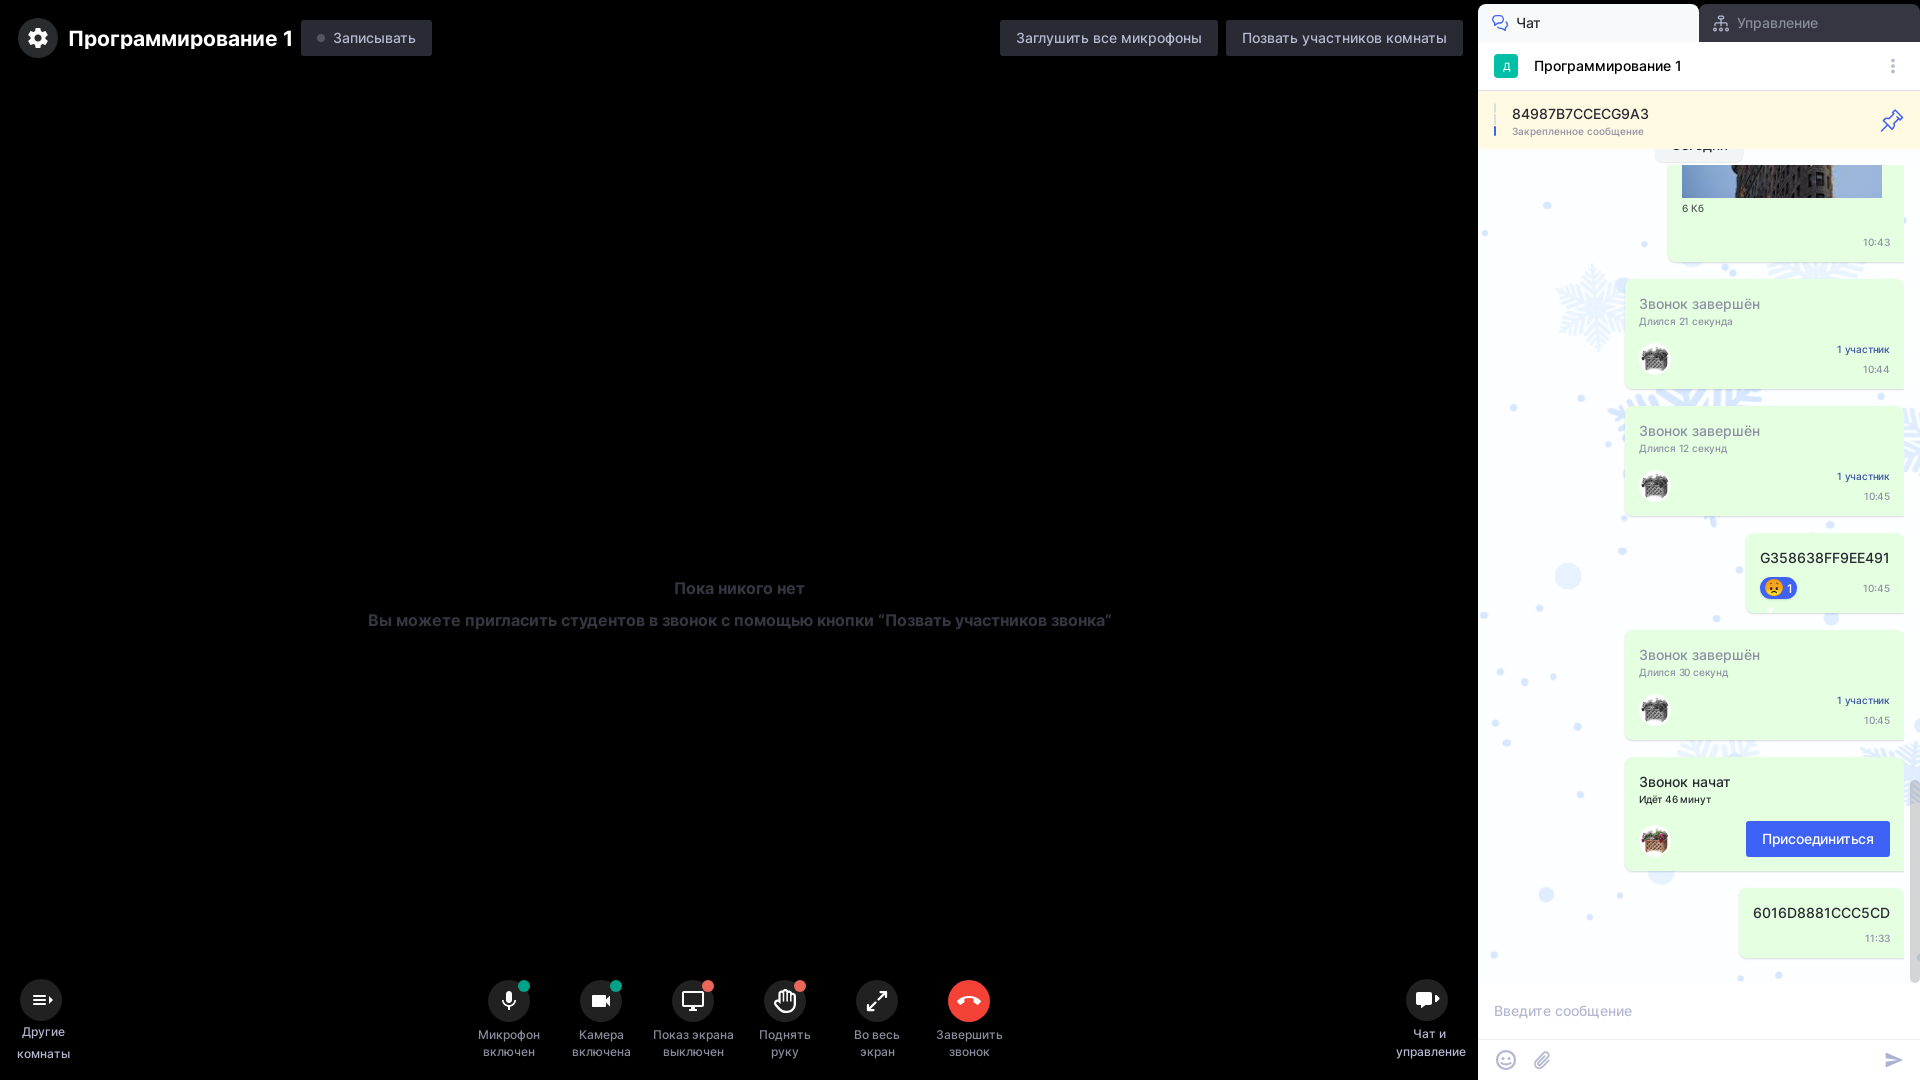 Программирование 1
Записывать
Заглушить все микрофоны
Позвать участников комнаты
Чат
Управление
Д
Программирование 1
84987B7CCECG9A3
Закрепленное сообщение
6 Кб
10:43
Звонок завершён
Длился 21 секунда
1 участник
10:44
Звонок завершён
Длился 12 секунд
1 участник
10:45
G358638FF9EE491
1
10:45
Звонок завершён
Длился 30 секунд
1 участник
10:45
Звонок начат
Идёт 46 минут
Присоединиться
6016D8881CCC5CD
11:33
Введите сообщение
Пока никого нет
Вы можете пригласить студентов в звонок с помощью кнопки “Позвать участников звонка”
Другие
комнаты
Микрофон
включен
Камера
включена
Показ экрана
выключен
Поднять
руку
Во весь
экран
Завершить
звонок
Чат и
управление